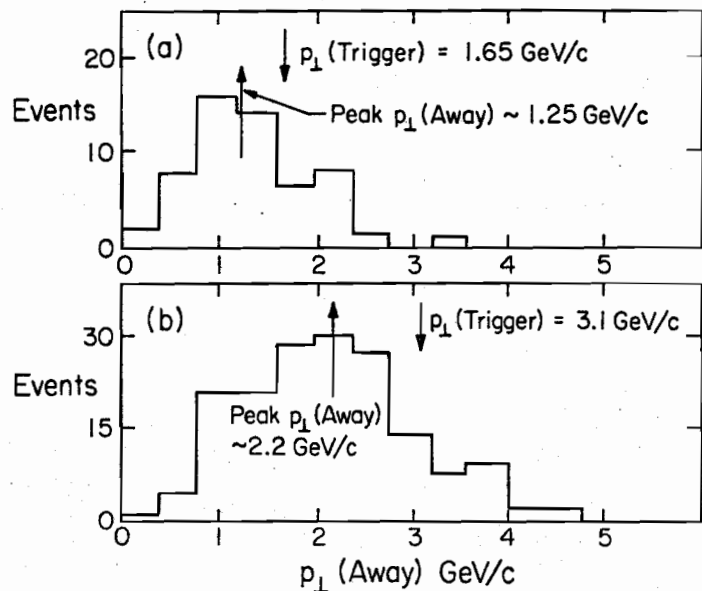 (a)
p⊥(Trigger) = 1.65 GeV/c
Peak p⊥(Away) ~ 1.25 GeV/c
Events
20
10
0
0 1 2 3 4 5
(b)
p⊥(Trigger) = 3.1 GeV/c
Peak p⊥(Away)
~2.2 GeV/c
Events
30
15
0
0 1 2 3 4 5
p⊥ (Away) GeV/c